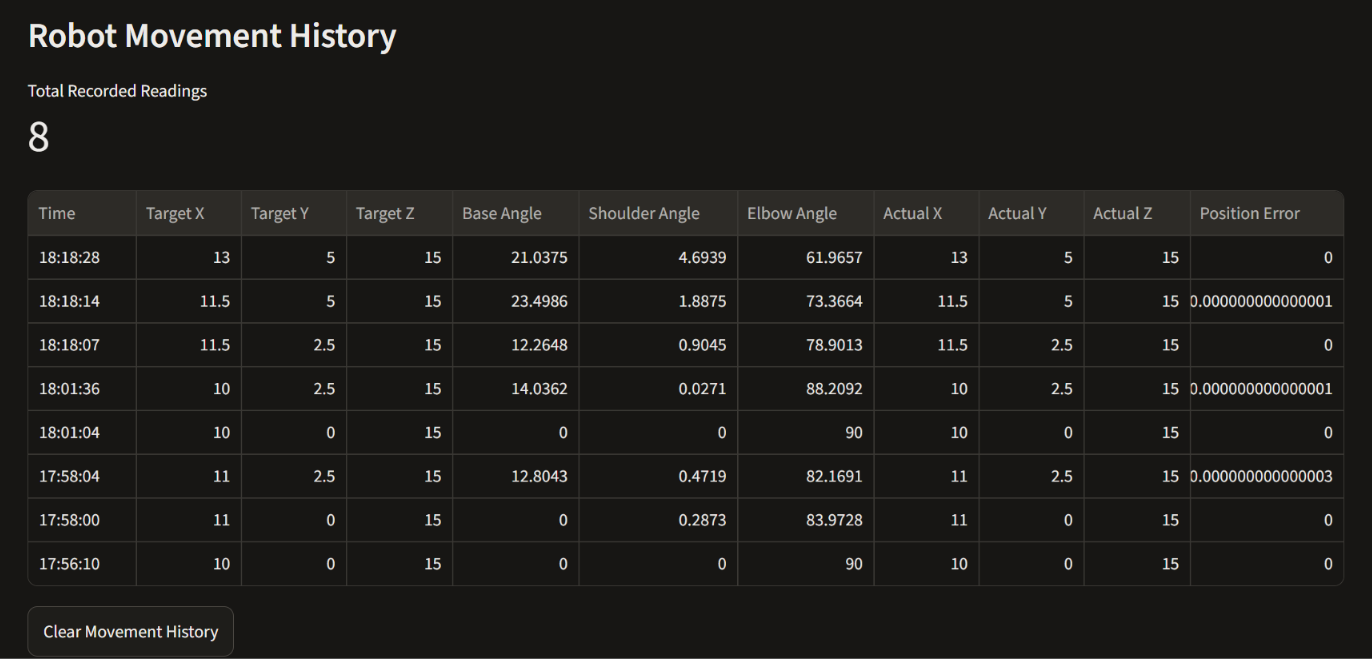 Robot Movement History
Total Recorded Readings
8
Time Target X Target Y Target Z Base Angle Shoulder Angle Elbow Angle Actual X Actual Y Actual Z Position Error
18:18:28 13 5 15 21.0375 4.6939 61.9657 13 5 15 0
18:18:14 11.5 5 15 23.4986 1.8875 73.3664 11.5 5 15 0.000000000000001
18:18:07 11.5 2.5 15 12.2648 0.9045 78.9013 11.5 2.5 15 0
18:01:36 10 2.5 15 14.0362 0.0271 88.2092 10 2.5 15 0.000000000000001
18:01:04 10 0 15 0 0 90 10 0 15 0
17:58:04 11 2.5 15 12.8043 0.4719 82.1691 11 2.5 15 0.000000000000003
17:58:00 11 0 15 0 0.2873 83.9728 11 0 15 0
17:56:10 10 0 15 0 0 90 10 0 15 0
Clear Movement History